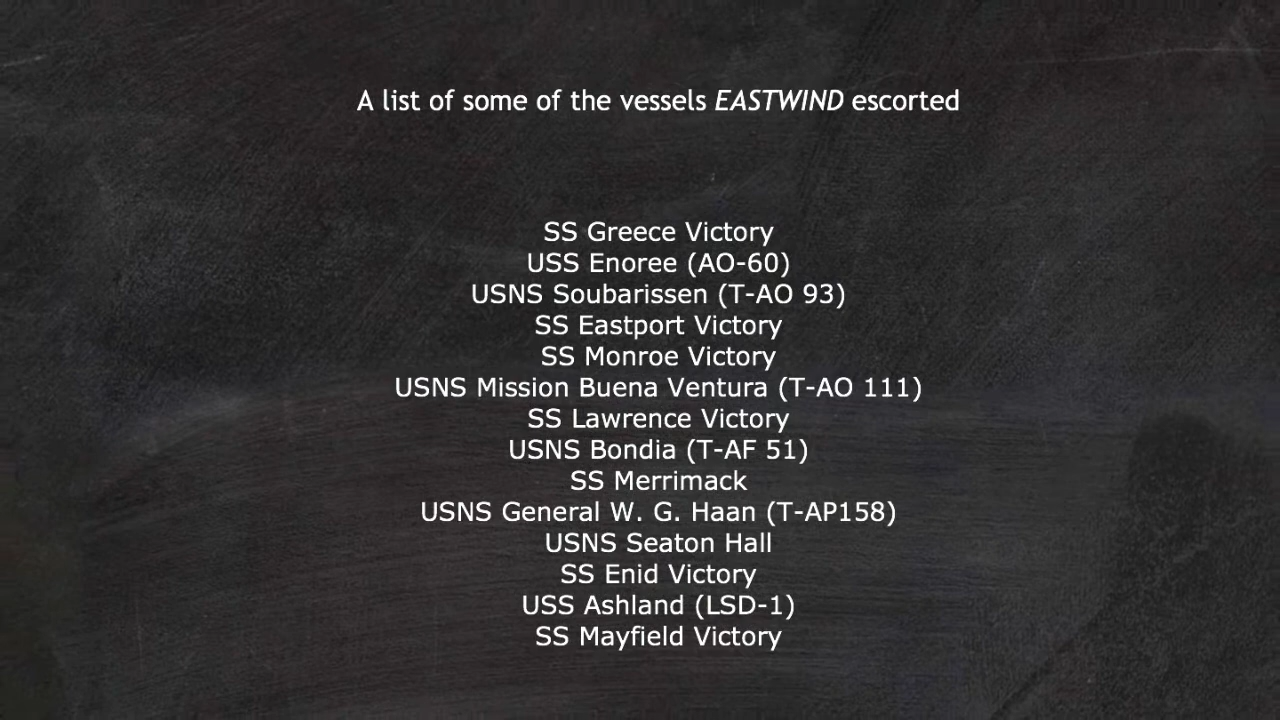 A list of some of the vessels EASTWIND escorted
SS Greece Victory
USS Enoree (AO-60)
USNS Soubarissen (T-AO 93)
SS Eastport Victory
SS Monroe Victory
USNS Mission Buena Ventura (T-AO 111)
SS Lawrence Victory
USNS Bondia (T-AF 51)
SS Merrimack
USNS General W. G. Haan (T-AP158)
USNS Seaton Hall
SS Enid Victory
USS Ashland (LSD-1)
SS Mayfield Victory